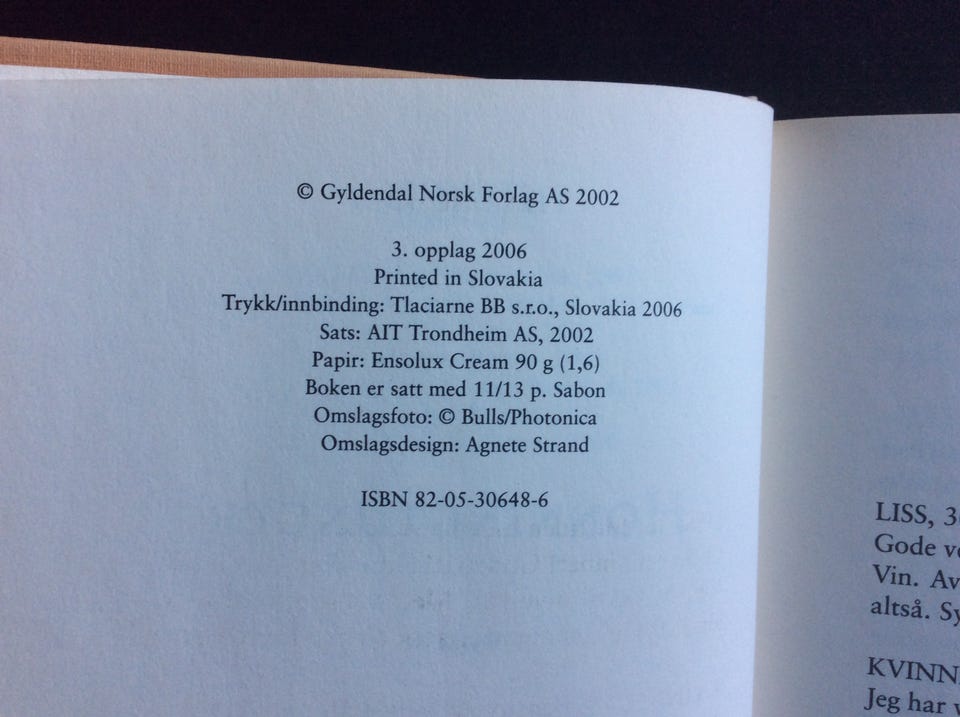 © Gyldendal Norsk Forlag AS 2002
3. opplag 2006
Printed in Slovakia
Trykk/innbinding: Tlaciarne BB s.r.o., Slovakia 2006
Sats: AIT Trondheim AS, 2002
Papir: Ensolux Cream 90 g (1,6)
Boken er satt med 11/13 p. Sabon
Omslagsfoto: © Bulls/Photonica
Omslagsdesign: Agnete Strand
ISBN 82-05-30648-6
LISS,
Gode
Vin. Av
altså.
Jeg har